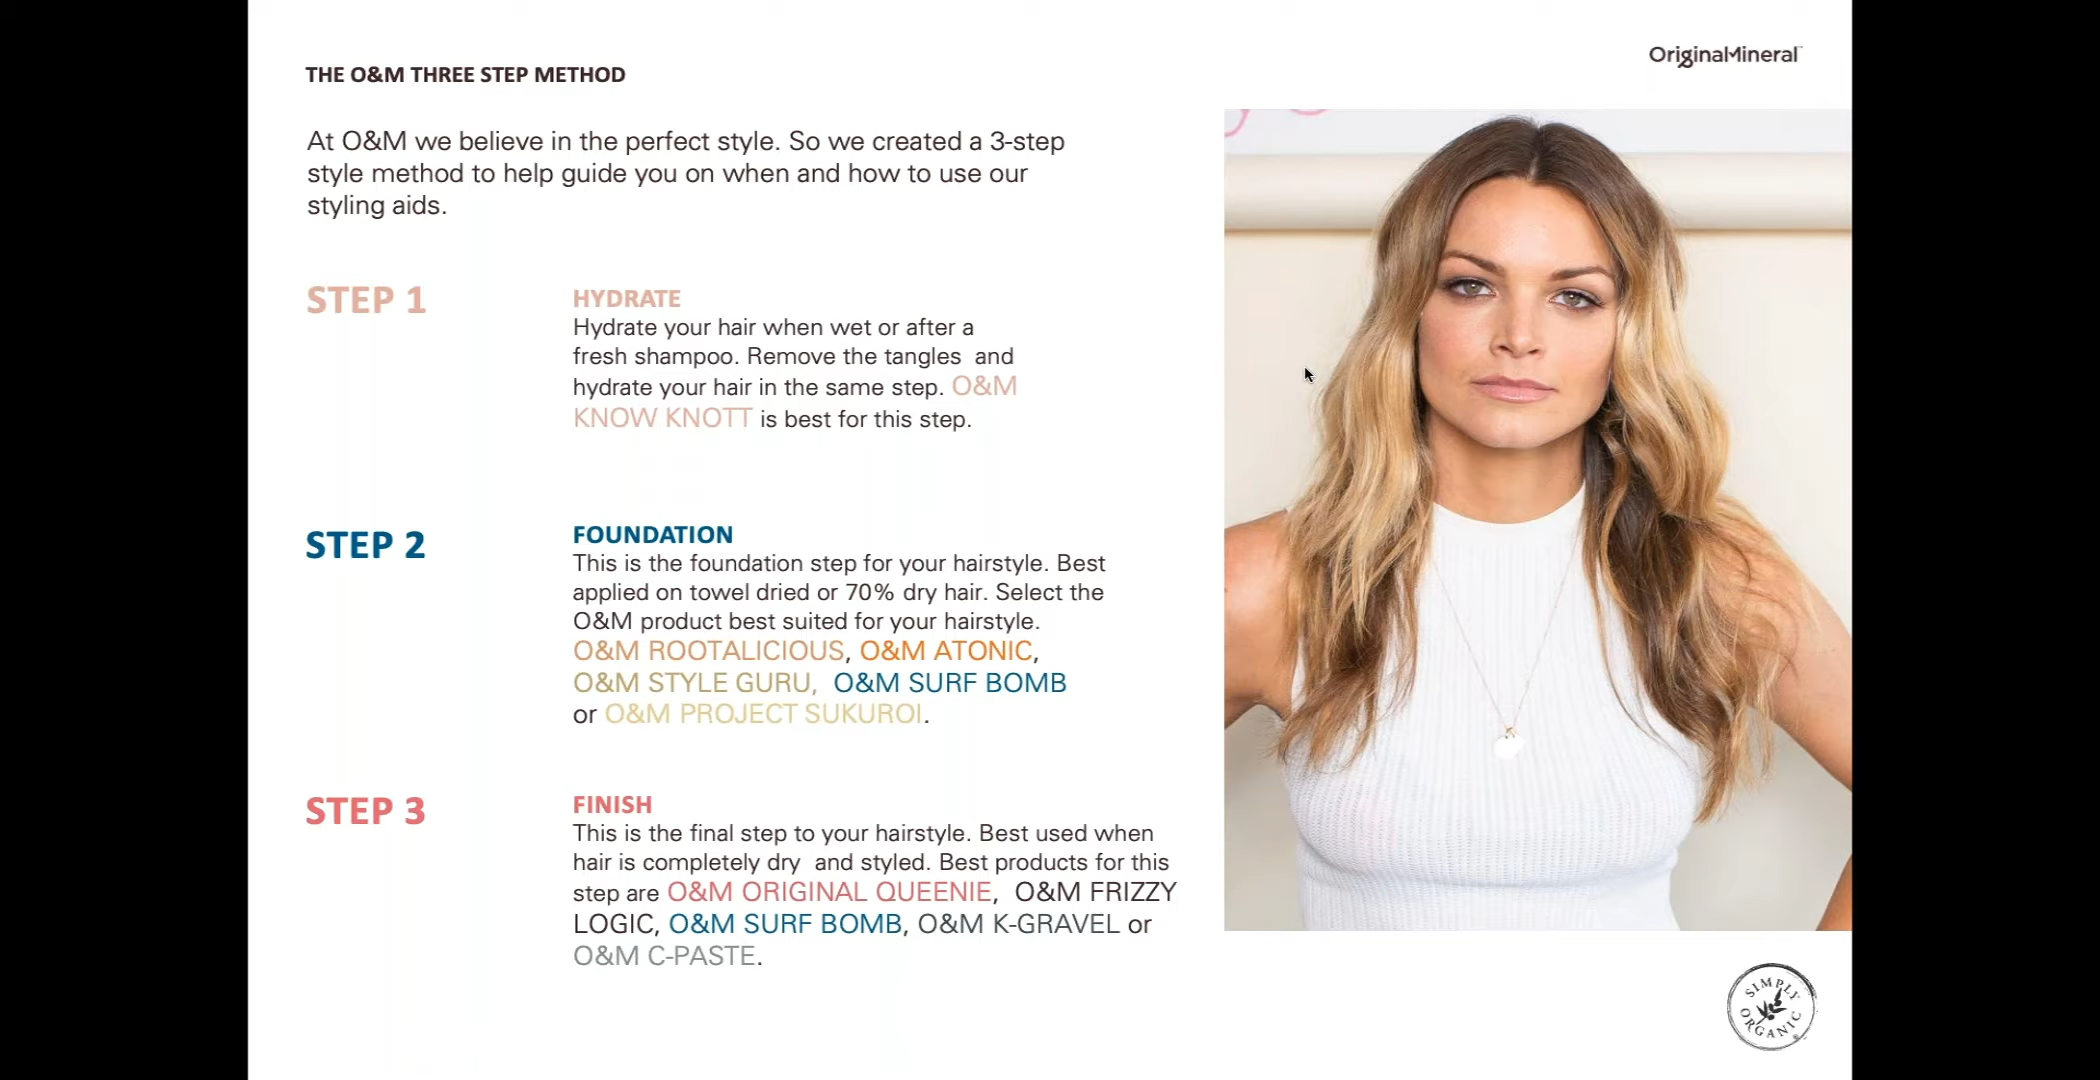 OriginalMineral
THE O&M THREE STEP METHOD
At O&M we believe in the perfect style. So we created a 3-step
style method to help guide you on when and how to use our
styling aids.
STEP 1
HYDRATE
Hydrate your hair when wet or after a
fresh shampoo. Remove the tangles and
hydrate your hair in the same step. O&M
KNOW KNOTT is best for this step.
STEP 2
FOUNDATION
This is the foundation step for your hairstyle. Best
applied on towel dried or 70% dry hair. Select the
O&M product best suited for your hairstyle.
O&M ROOTALICIOUS, O&M ATONIC,
O&M STYLE GURU, O&M SURF BOMB
or O&M PROJECT SUKUROI.
STEP 3
FINISH
This is the final step to your hairstyle. Best used when
hair is completely dry and styled. Best products for this
step are O&M ORIGINAL QUEENIE, O&M FRIZZY
LOGIC, O&M SURF BOMB, O&M K-GRAVEL or
O&M C-PASTE.
SIMPLY
ORGANIC